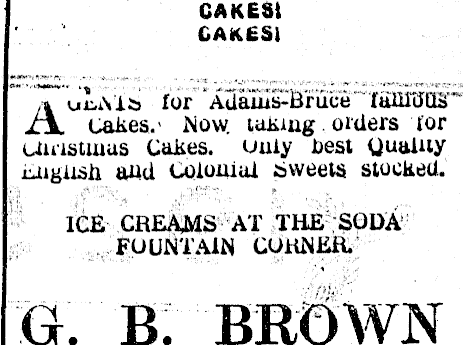 CAKES!
CAKES!
AGENTS for Adams-Bruce famous
Cakes. Now taking orders for
Christmas Cakes. Only best Quality
English and Colonial Sweets stocked.
ICE CREAMS AT THE SODA
FOUNTAIN CORNER.
G. B. BROWN